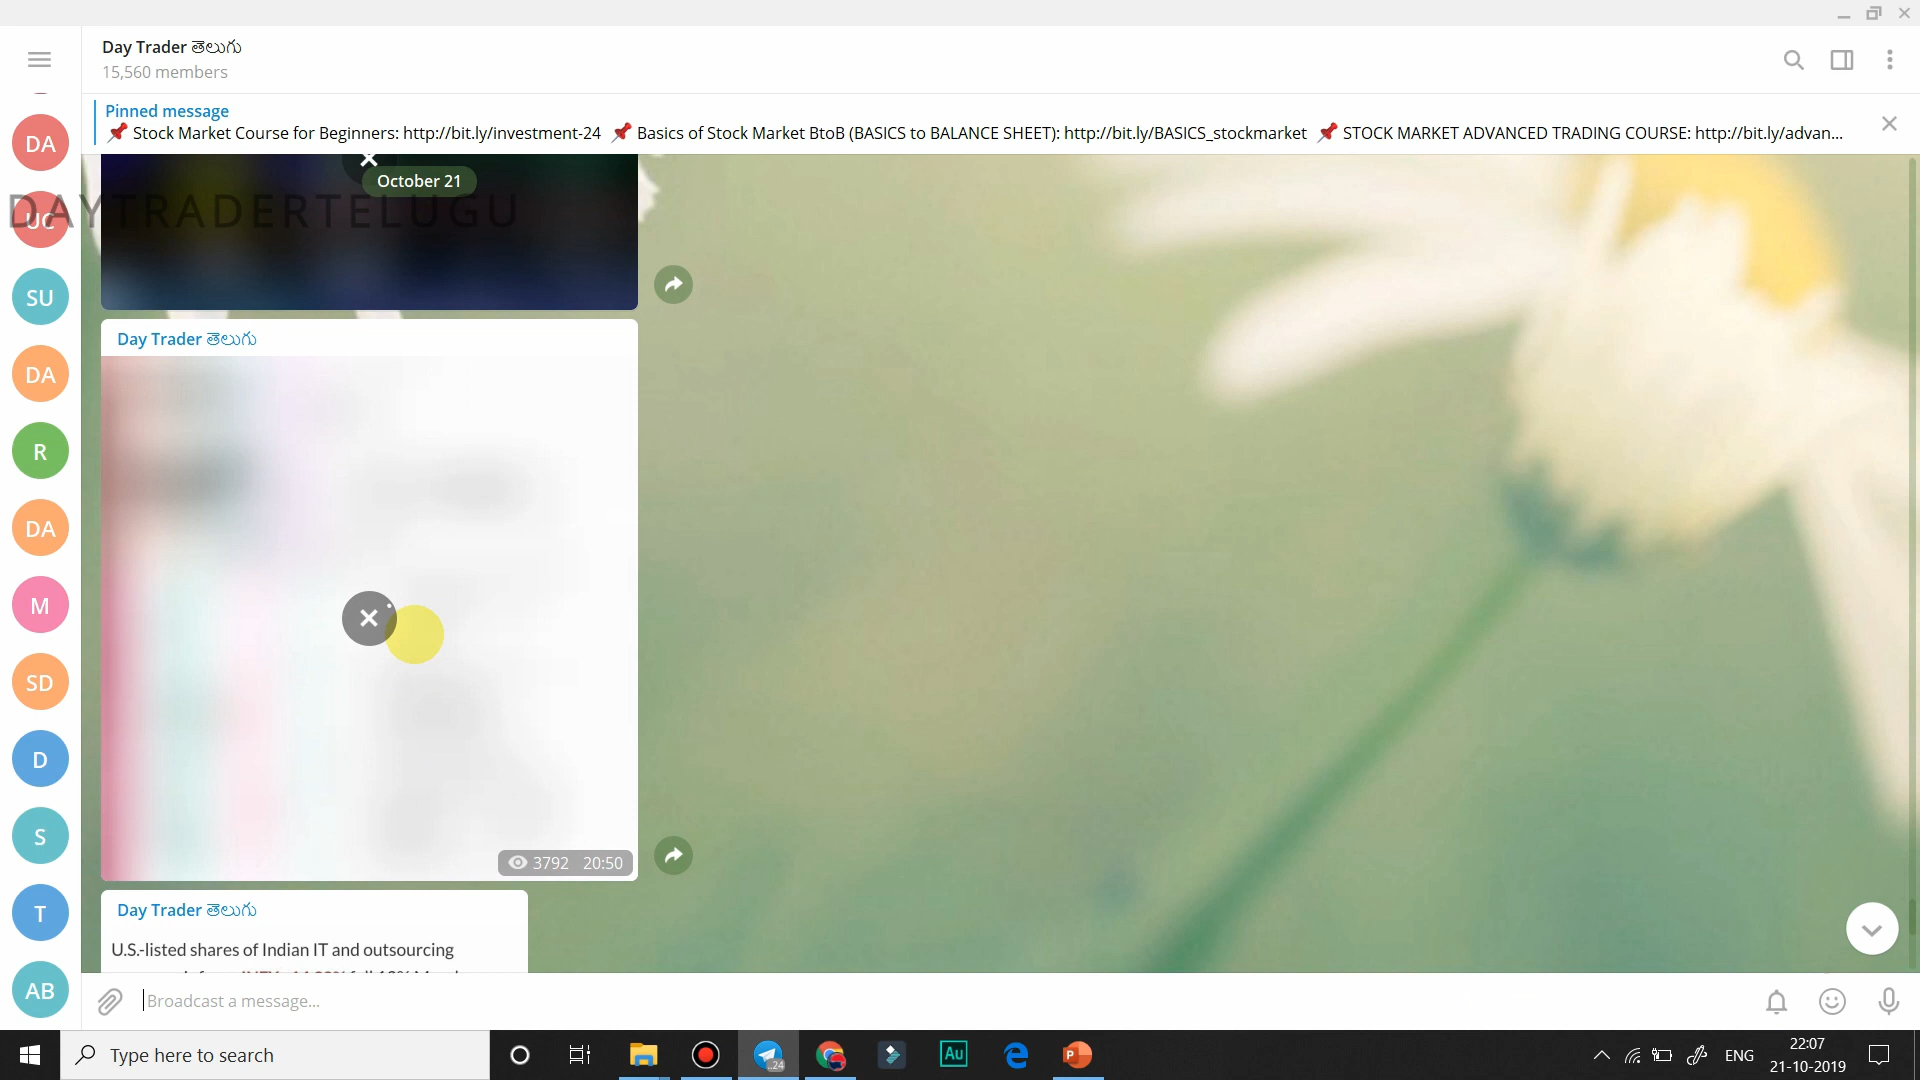 Day Trader తెలుగు
15,560 members
Pinned message
📌 Stock Market Course for Beginners: http://bit.ly/investment-24 📌 Basics of Stock Market BtoB (BASICS to BALANCE SHEET): http://bit.ly/BASICS_stockmarket 📌 STOCK MARKET ADVANCED TRADING COURSE: http://bit.ly/advan...
October 21
DAYTRADERTELUGU
DA
UC
SU
DA
R
DA
M
SD
D
S
T
AB
Day Trader తెలుగు
3792 20:50
Day Trader తెలుగు
U.S.-listed shares of Indian IT and outsourcing
Broadcast a message...
Type here to search
..24
Au
P
ENG
22:07
21-10-2019